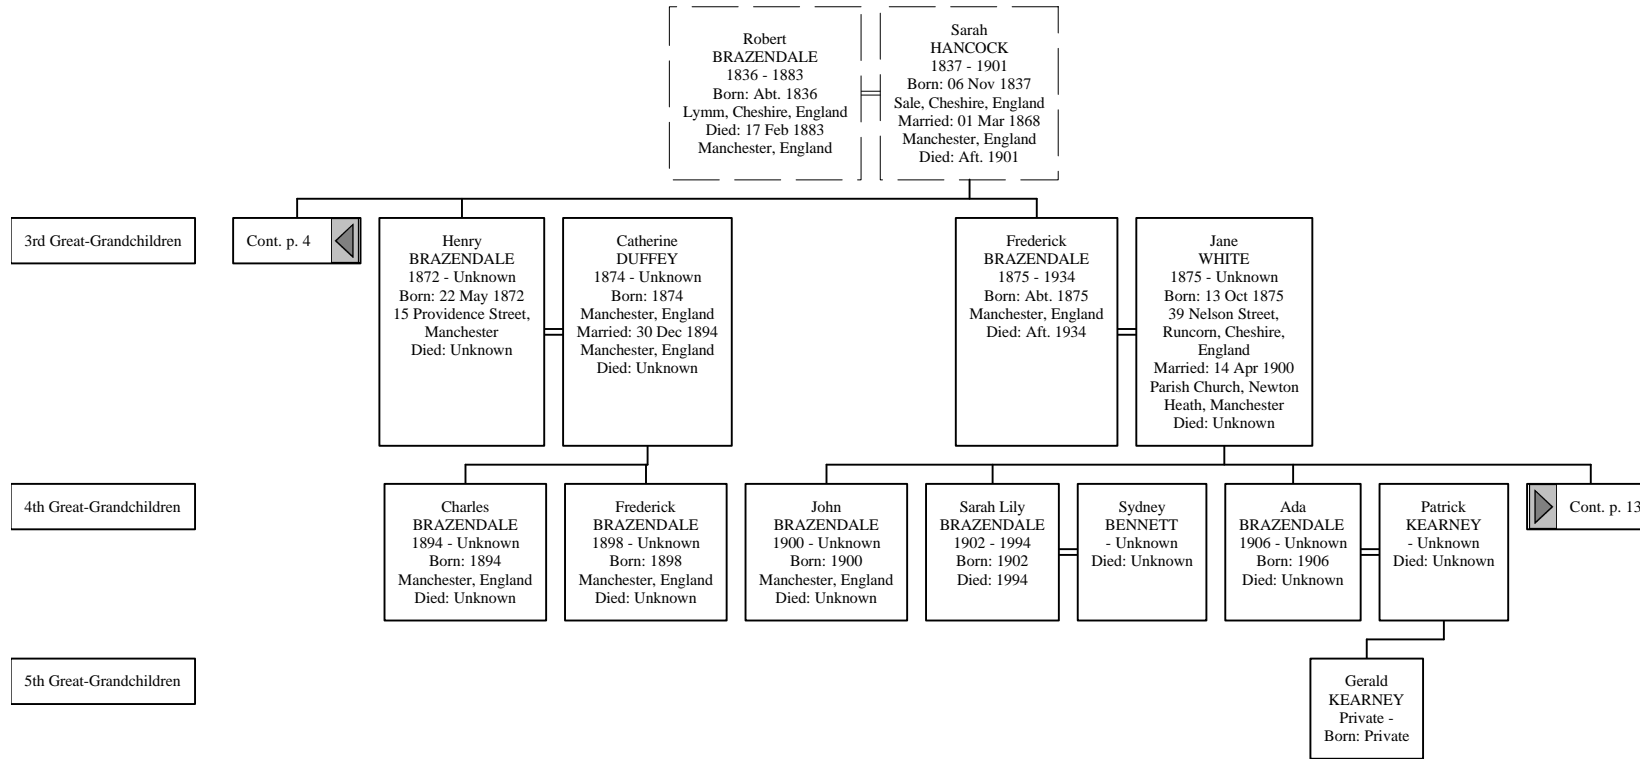 Robert
BRAZENDALE
1836 - 1883
Born: Abt. 1836
Lymm, Cheshire, England
Died: 17 Feb 1883
Manchester, England
Sarah
HANCOCK
1837 - 1901
Born: 06 Nov 1837
Sale, Cheshire, England
Married: 01 Mar 1868
Manchester, England
Died: Aft. 1901
3rd Great-Grandchildren
Cont. p. 4
Henry
BRAZENDALE
1872 - Unknown
Born: 22 May 1872
15 Providence Street,
Manchester
Died: Unknown
Catherine
DUFFEY
1874 - Unknown
Born: 1874
Manchester, England
Married: 30 Dec 1894
Manchester, England
Died: Unknown
Frederick
BRAZENDALE
1875 - 1934
Born: Abt. 1875
Manchester, England
Died: Aft. 1934
Jane
WHITE
1875 - Unknown
Born: 13 Oct 1875
39 Nelson Street,
Runcorn, Cheshire,
England
Married: 14 Apr 1900
Parish Church, Newton
Heath, Manchester
Died: Unknown
4th Great-Grandchildren
Charles
BRAZENDALE
1894 - Unknown
Born: 1894
Manchester, England
Died: Unknown
Frederick
BRAZENDALE
1898 - Unknown
Born: 1898
Manchester, England
Died: Unknown
John
BRAZENDALE
1900 - Unknown
Born: 1900
Manchester, England
Died: Unknown
Sarah Lily
BRAZENDALE
1902 - 1994
Born: 1902
Died: 1994
Sydney
BENNETT
- Unknown
Died: Unknown
Ada
BRAZENDALE
1906 - Unknown
Born: 1906
Died: Unknown
Patrick
KEARNEY
- Unknown
Died: Unknown
Cont. p. 13
5th Great-Grandchildren
Gerald
KEARNEY
Private -
Born: Private